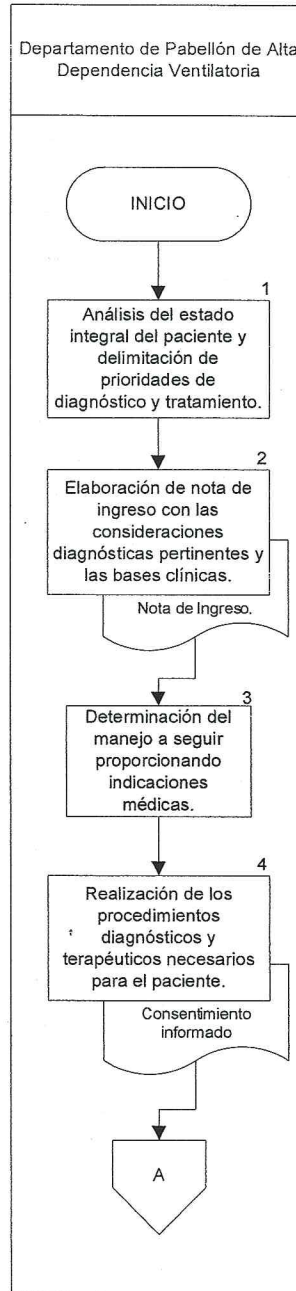 Departamento de Pabellón de Alta
Dependencia Ventilatoria
INICIO
1
Análisis del estado
integral del paciente y
delimitación de
prioridades de
diagnóstico y tratamiento.
2
Elaboración de nota de
ingreso con las
consideraciones
diagnósticas pertinentes y
las bases clínicas.
Nota de Ingreso.
3
Determinación del
manejo a seguir
proporcionando
indicaciones
médicas.
4
Realización de los
procedimientos
diagnósticos y
terapéuticos necesarios
para el paciente.
Consentimiento
informado
A